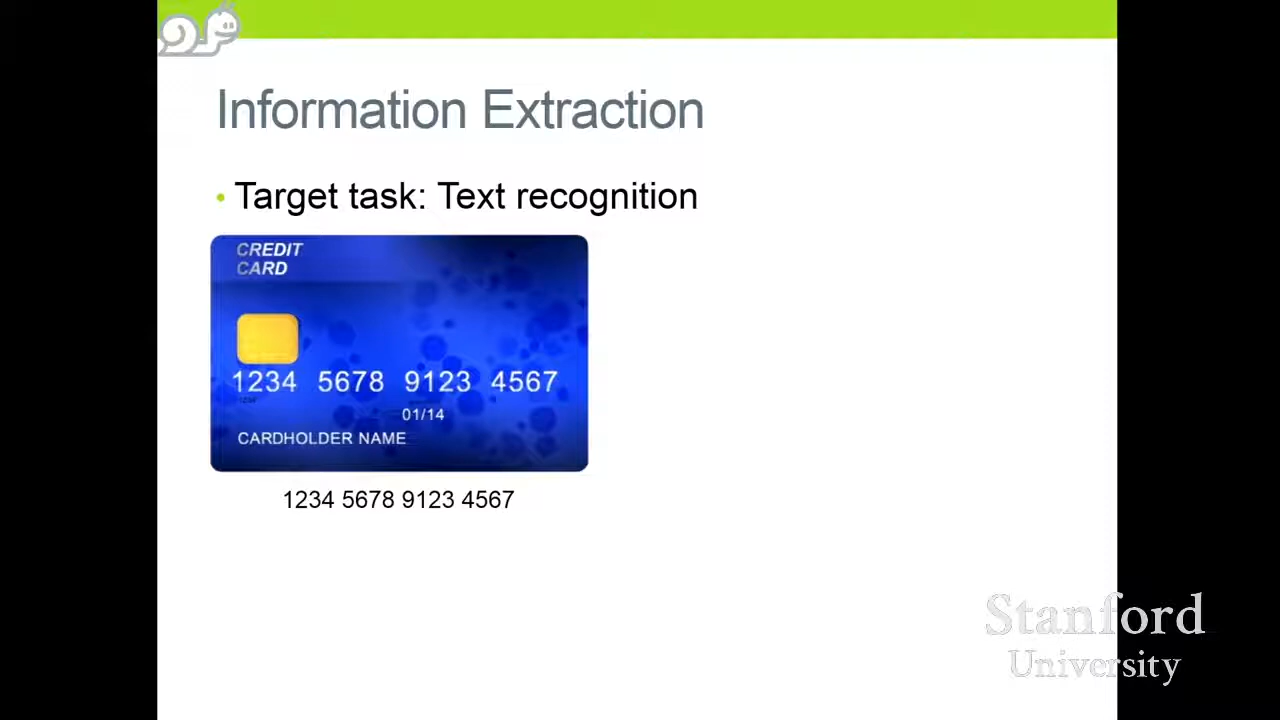 Information Extraction
• Target task: Text recognition
CREDIT
CARD
1234 5678 9123 4567
1234
01/14
CARDHOLDER NAME
1234 5678 9123 4567
Stanford
University